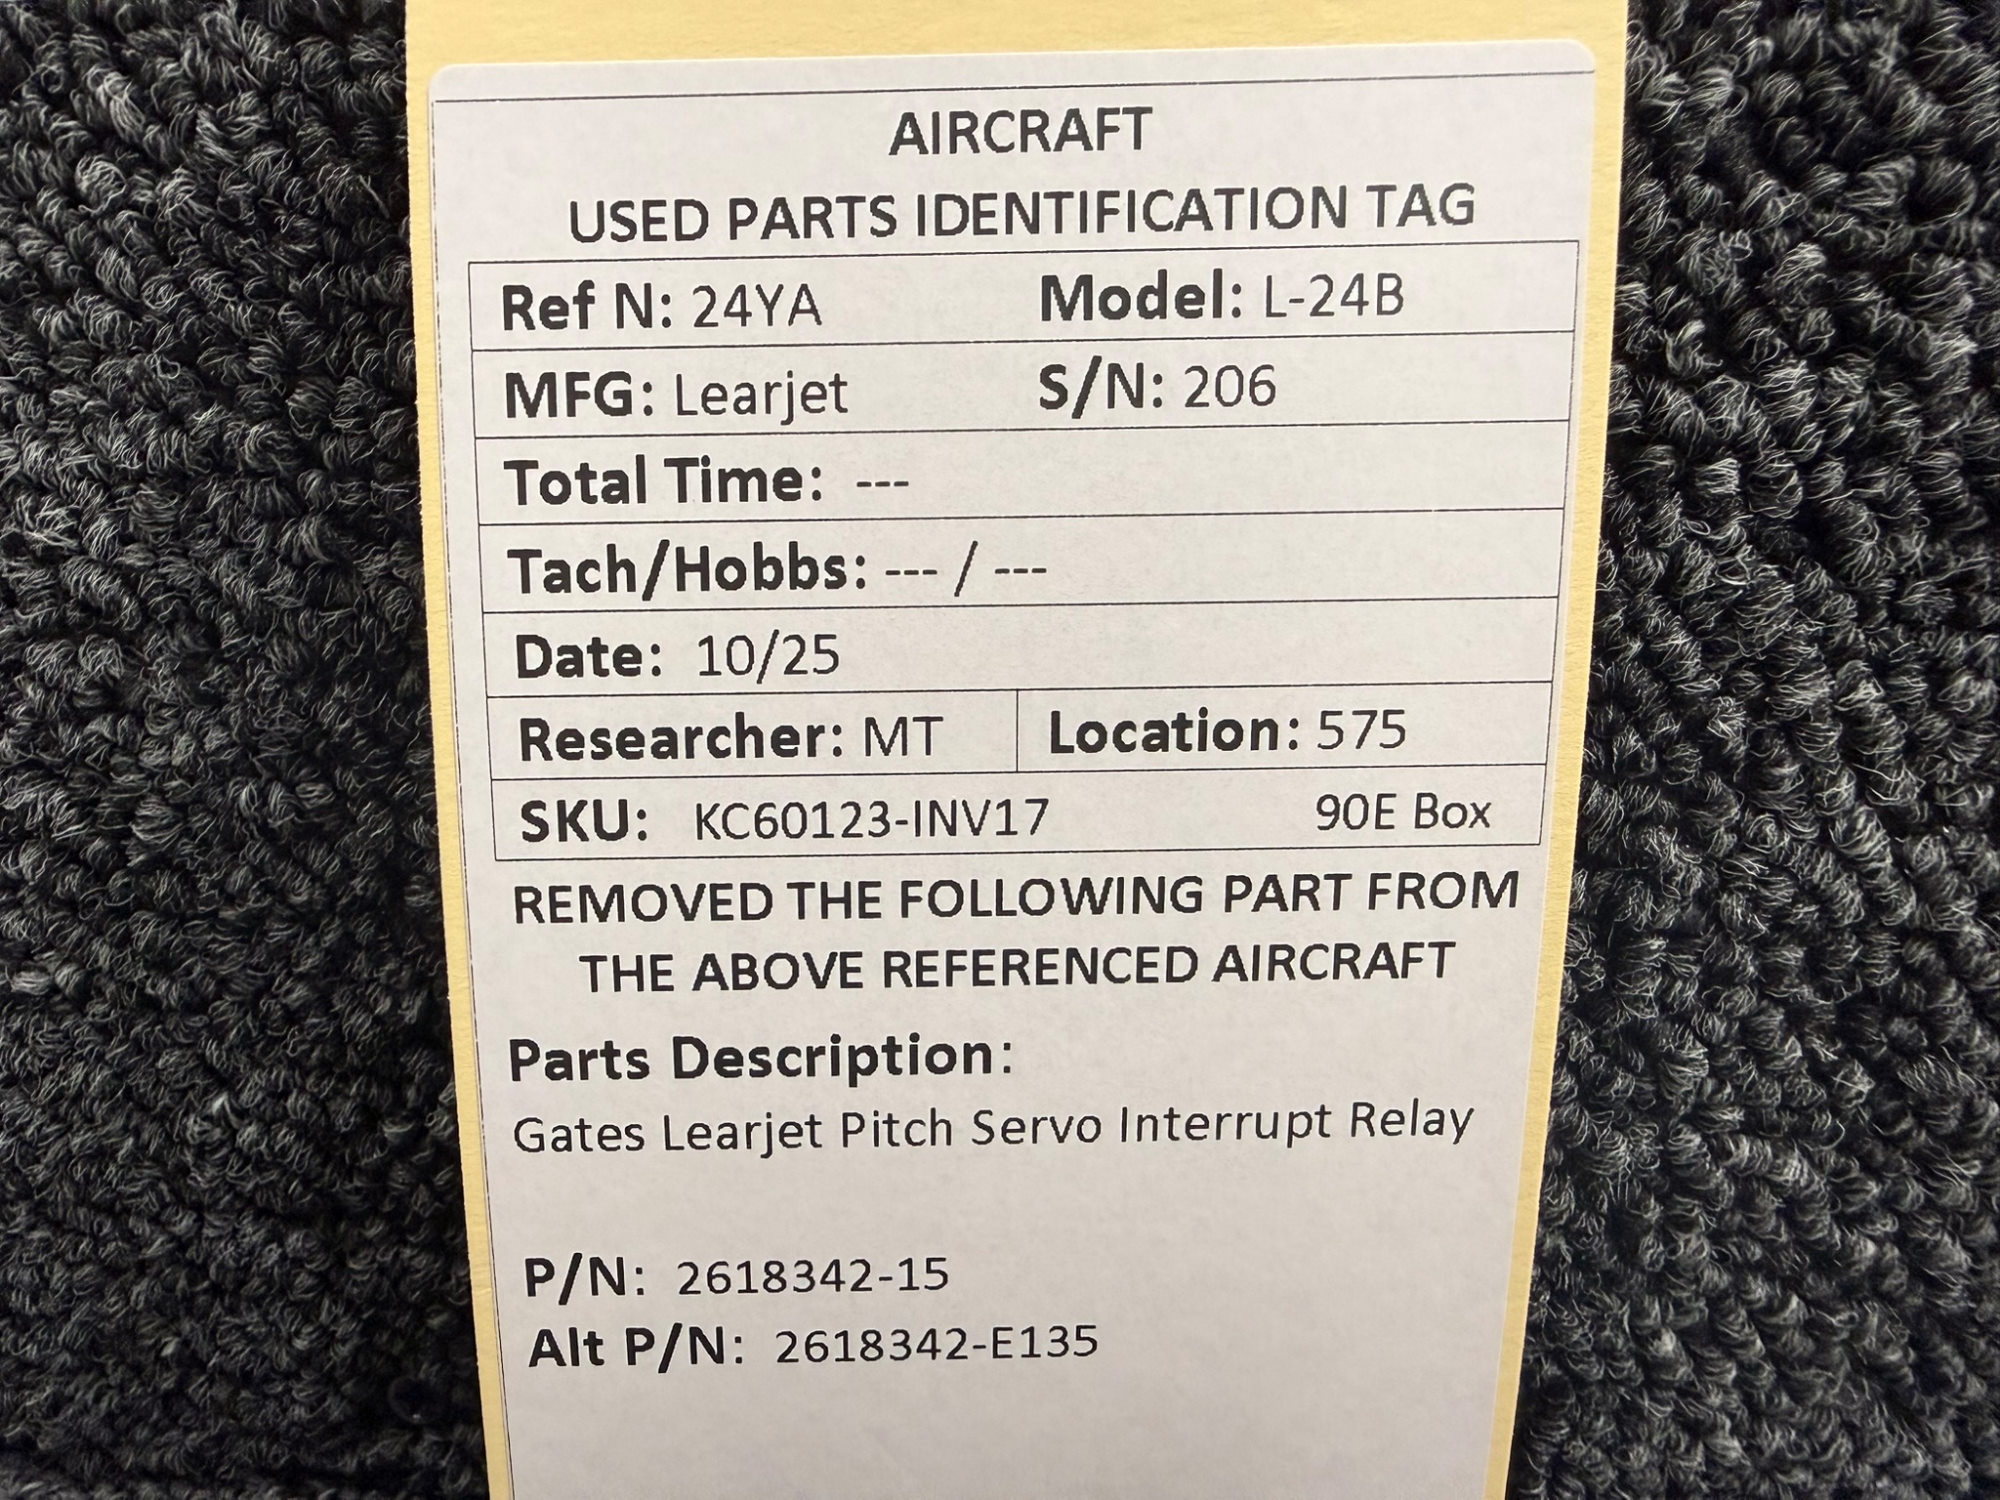 AIRCRAFT
USED PARTS IDENTIFICATION TAG
Ref N: 24YA Model: L-24B
MFG: Learjet S/N: 206
Total Time: ---
Tach/Hobbs: --- / ---
Date: 10/25
Researcher: MT Location: 575
SKU: KC60123-INV17 90E Box
REMOVED THE FOLLOWING PART FROM
THE ABOVE REFERENCED AIRCRAFT
Parts Description:
Gates Learjet Pitch Servo Interrupt Relay
P/N: 2618342-15
Alt P/N: 2618342-E135